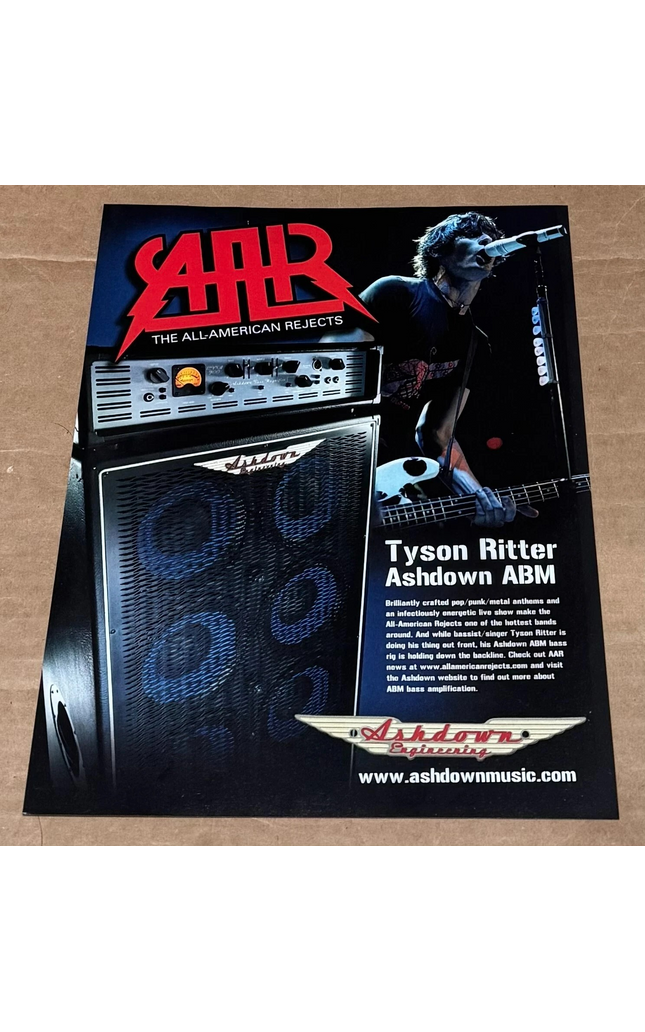 AAR
THE ALL-AMERICAN REJECTS
Ashdown
Engineering
Tyson Ritter
Ashdown ABM
Brilliantly crafted pop/punk/metal anthems and
an infectiously energetic live show make the
All-American Rejects one of the hottest bands
around. And while bassist/singer Tyson Ritter is
doing his thing out front, his Ashdown ABM bass
rig is holding down the backline. Check out AAR
news at www.allamericanrejects.com and visit
the Ashdown website to find out more about
ABM bass amplification.
Ashdown
Engineering
www.ashdownmusic.com